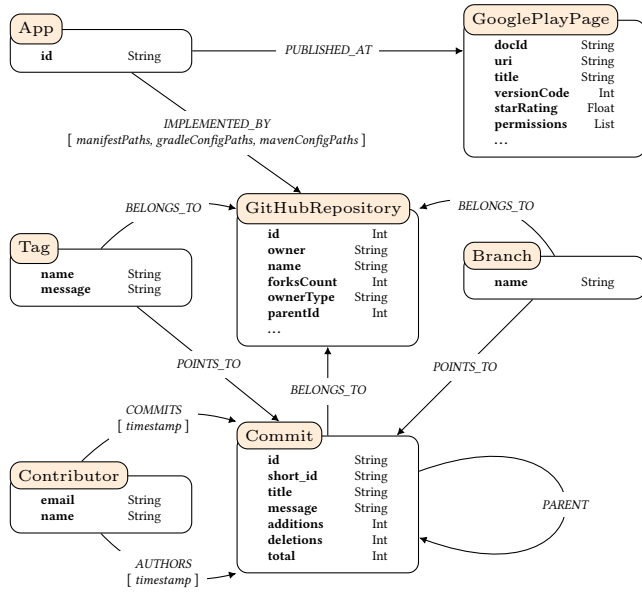 App
id String
PUBLISHED_AT
GooglePlayPage
docId String
uri String
title String
versionCode Int
starRating Float
permissions List
...
IMPLEMENTED_BY
[ manifestPaths, gradleConfigPaths, mavenConfigPaths ]
BELONGS_TO
GitHubRepository
id Int
owner String
name String
forksCount Int
ownerType String
parentId Int
...
BELONGS_TO
Tag
name String
message String
Branch
name String
POINTS_TO
BELONGS_TO
POINTS_TO
COMMITS
[ timestamp ]
Commit
id String
short_id String
title String
message String
additions Int
deletions Int
total Int
Contributor
email String
name String
PARENT
AUTHORS
[ timestamp ]